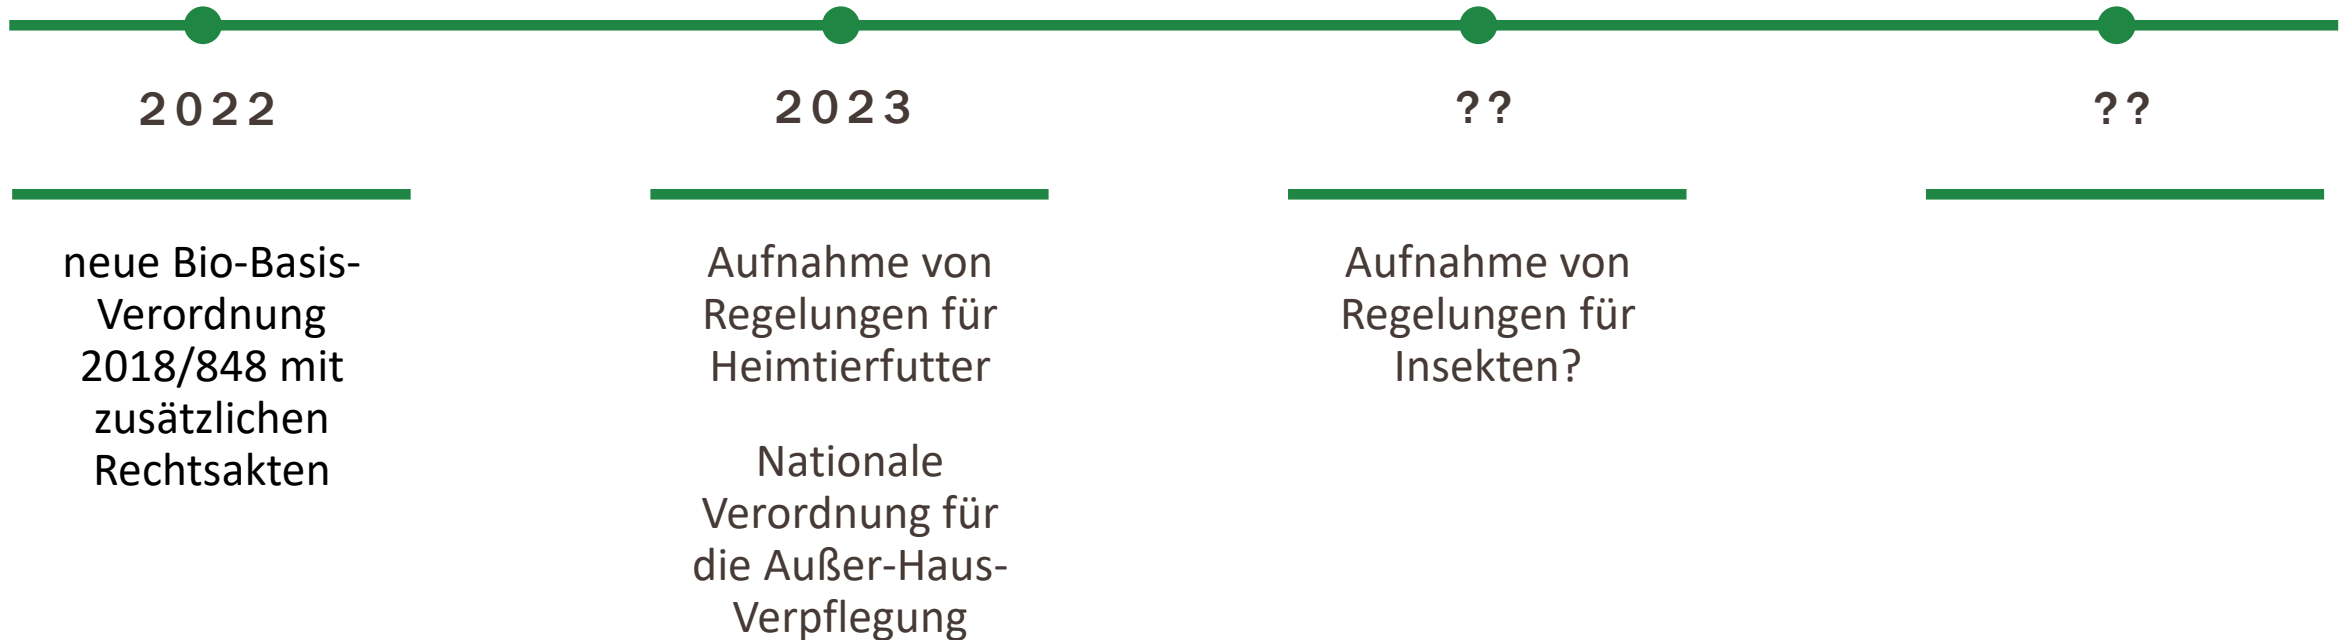 2022
neue Bio-Basis-
Verordnung
2018/848 mit
zusätzlichen
Rechtsakten
2023
Aufnahme von
Regelungen für
Heimtierfutter
Nationale
Verordnung für
die Außer-Haus-
Verpflegung
??
Aufnahme von
Regelungen für
Insekten?
??